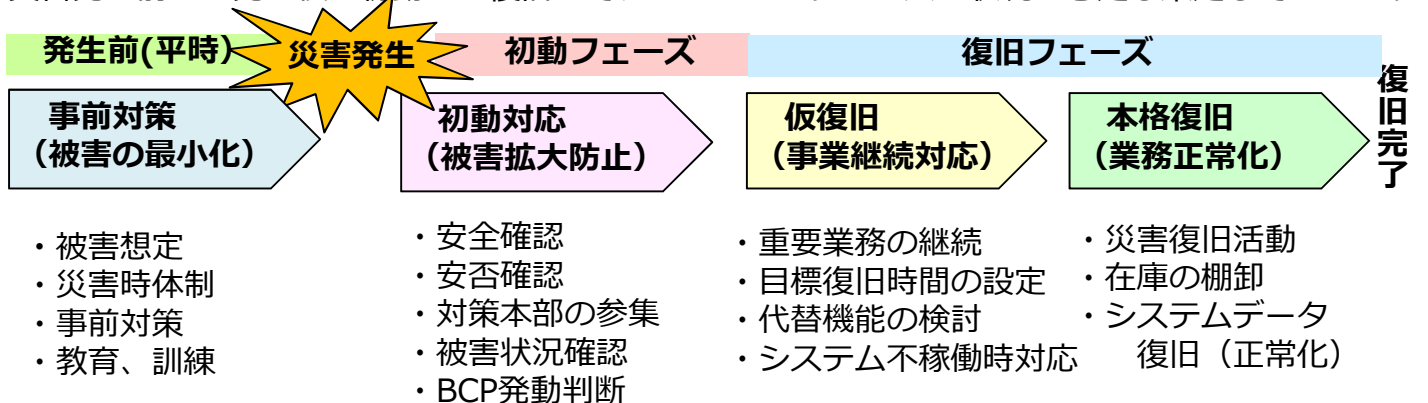 発生前(平時)
災害発生
初動フェーズ
復旧フェーズ
事前対策
（被害の最小化）
初動対応
（被害拡大防止）
仮復旧
（事業継続対応）
本格復旧
（業務正常化）
復旧完了
・被害想定
・災害時体制
・事前対策
・教育、訓練
・安全確認
・安否確認
・対策本部の参集
・被害状況確認
・BCP発動判断
・重要業務の継続
・目標復旧時間の設定
・代替機能の検討
・システム不稼働時対応
・災害復旧活動
・在庫の棚卸
・システムデータ
復旧（正常化）